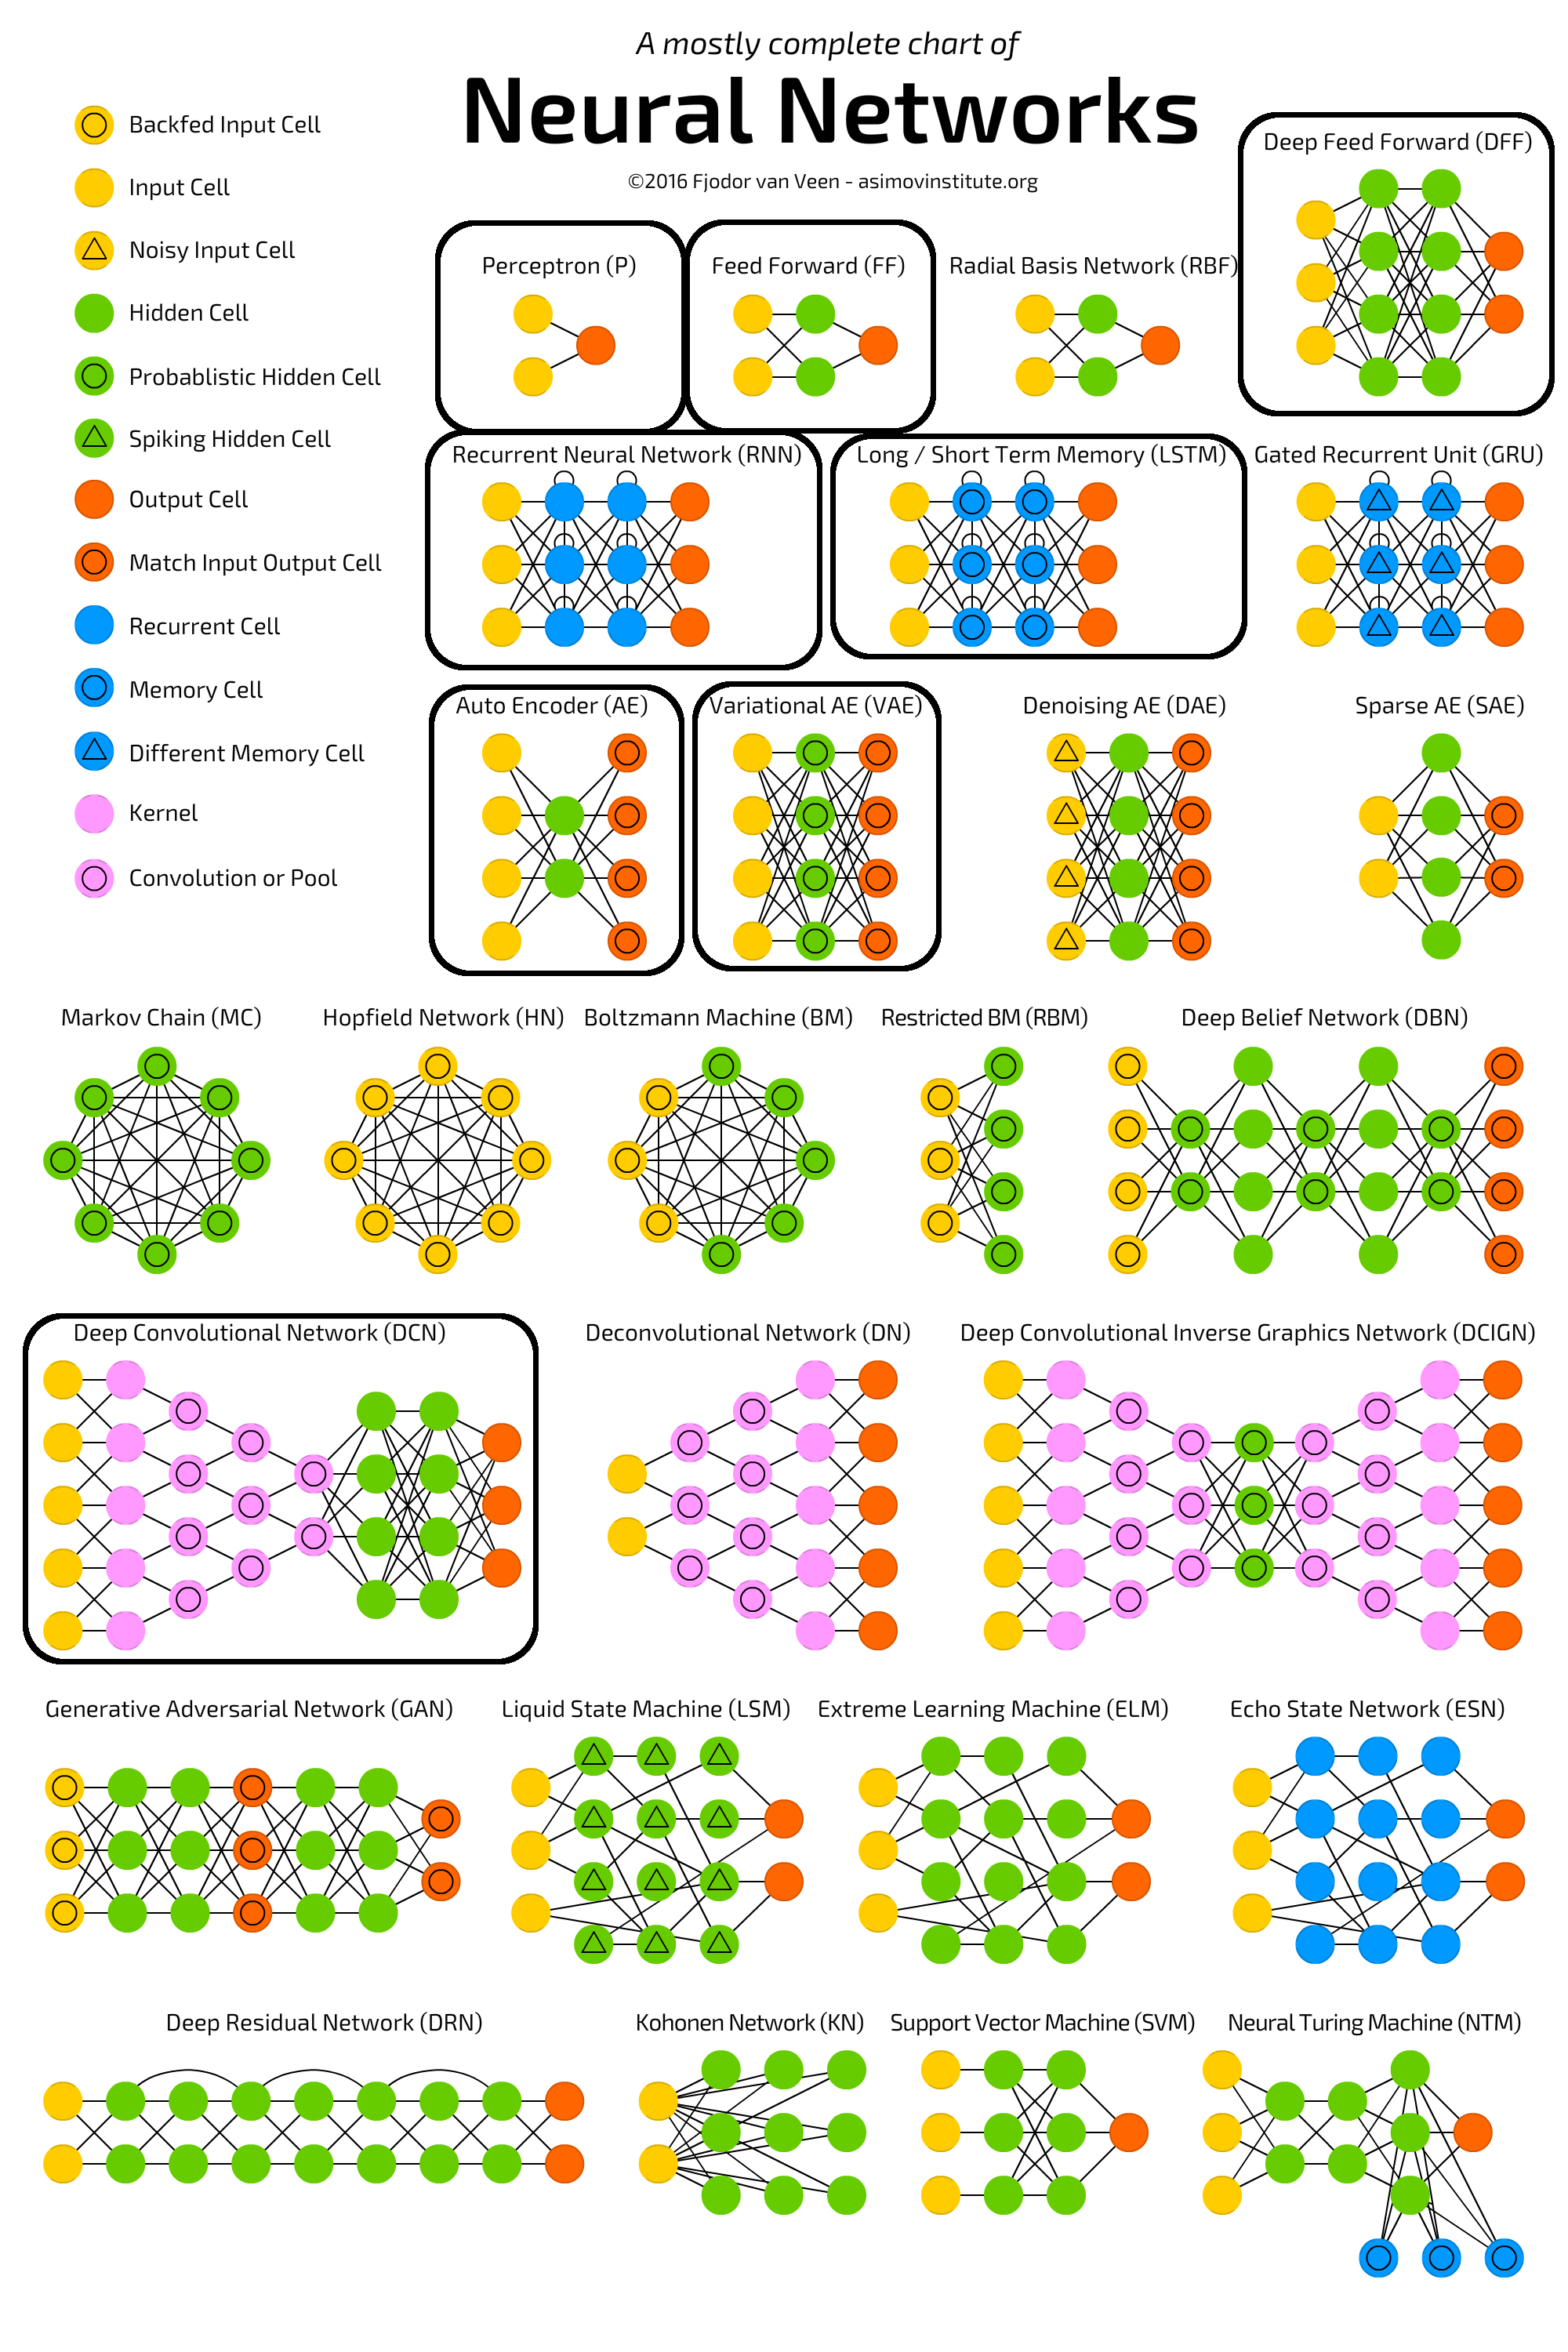 A mostly complete chart of
Neural Networks
©2016 Fjodor van Veen - asimovinstitute.org
Backfed Input Cell
Input Cell
Noisy Input Cell
Hidden Cell
Probablistic Hidden Cell
Spiking Hidden Cell
Output Cell
Match Input Output Cell
Recurrent Cell
Memory Cell
Different Memory Cell
Kernel
Convolution or Pool
Deep Feed Forward (DFF)
Perceptron (P)
Feed Forward (FF)
Radial Basis Network (RBF)
Recurrent Neural Network (RNN)
Long / Short Term Memory (LSTM)
Gated Recurrent Unit (GRU)
Auto Encoder (AE)
Variational AE (VAE)
Denoising AE (DAE)
Sparse AE (SAE)
Markov Chain (MC)
Hopfield Network (HN)
Boltzmann Machine (BM)
Restricted BM (RBM)
Deep Belief Network (DBN)
Deep Convolutional Network (DCN)
Deconvolutional Network (DN)
Deep Convolutional Inverse Graphics Network (DCIGN)
Generative Adversarial Network (GAN)
Liquid State Machine (LSM)
Extreme Learning Machine (ELM)
Echo State Network (ESN)
Deep Residual Network (DRN)
Kohonen Network (KN)
Support Vector Machine (SVM)
Neural Turing Machine (NTM)